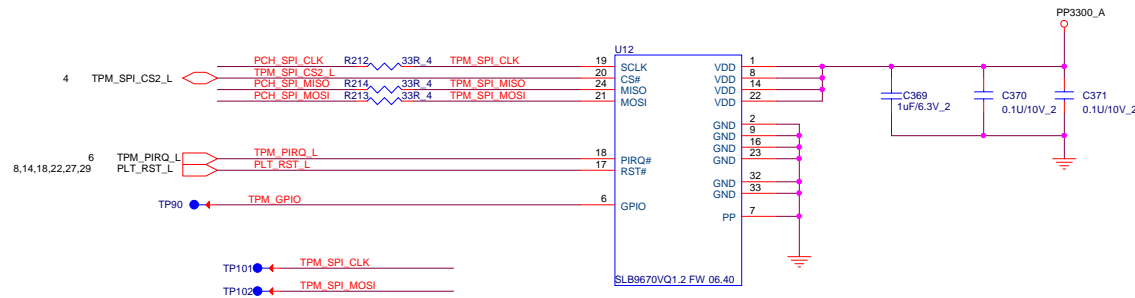 PP3300_A
U12
PCH_SPI_CLK R212 33R_4 TPM_SPI_CLK 19 SCLK VDD 1
4 TPM_SPI_CS2_L TPM_SPI_CS2_L 20 CS# VDD 8
PCH_SPI_MISO R214 33R_4 TPM_SPI_MISO 24 MISO VDD 14
PCH_SPI_MOSI R213 33R_4 TPM_SPI_MOSI 21 MOSI VDD 22
C369 C370 C371
1uF/6.3V_2 0.1U/10V_2 0.1U/10V_2
GND 2
GND 9
GND 16
GND 23
6 TPM_PIRQ_L TPM_PIRQ_L 18 PIRQ#
8,14,18,22,27,29 PLT_RST_L PLT_RST_L 17 RST#
GND 32
GND 33
TP90 TPM_GPIO 6 GPIO
PP 7
TP101 TPM_SPI_CLK
TP102 TPM_SPI_MOSI
SLB9670VQ1.2 FW 06.40